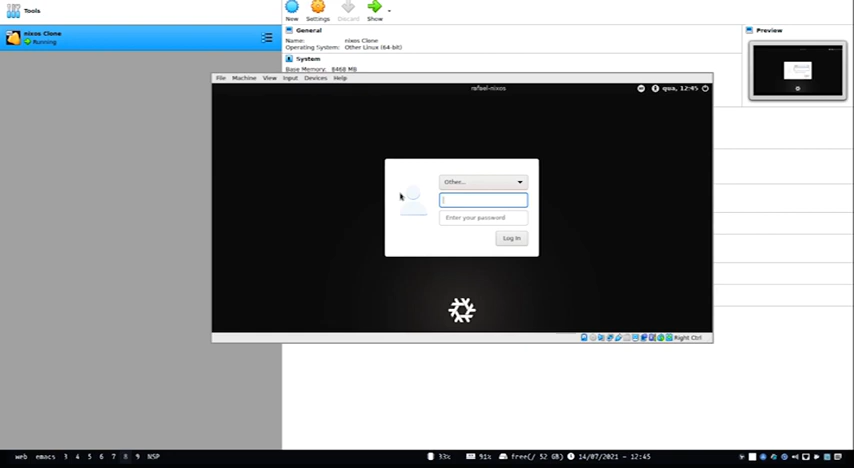 Tools
New Settings Discard Show
nixos Clone
Running
General
Name: nixos Clone
Operating System: Other Linux (64-bit)
System
Base Memory: 8468 MB
Preview
File Machine View Input Devices Help
rafael-nixos
qua, 12:45
Other...
Enter your password
Log In
Right Ctrl
web emacs 3 4 5 6 7 8 9 NSP
33% 91% free(/ 52 GB) 14/07/2021 - 12:45